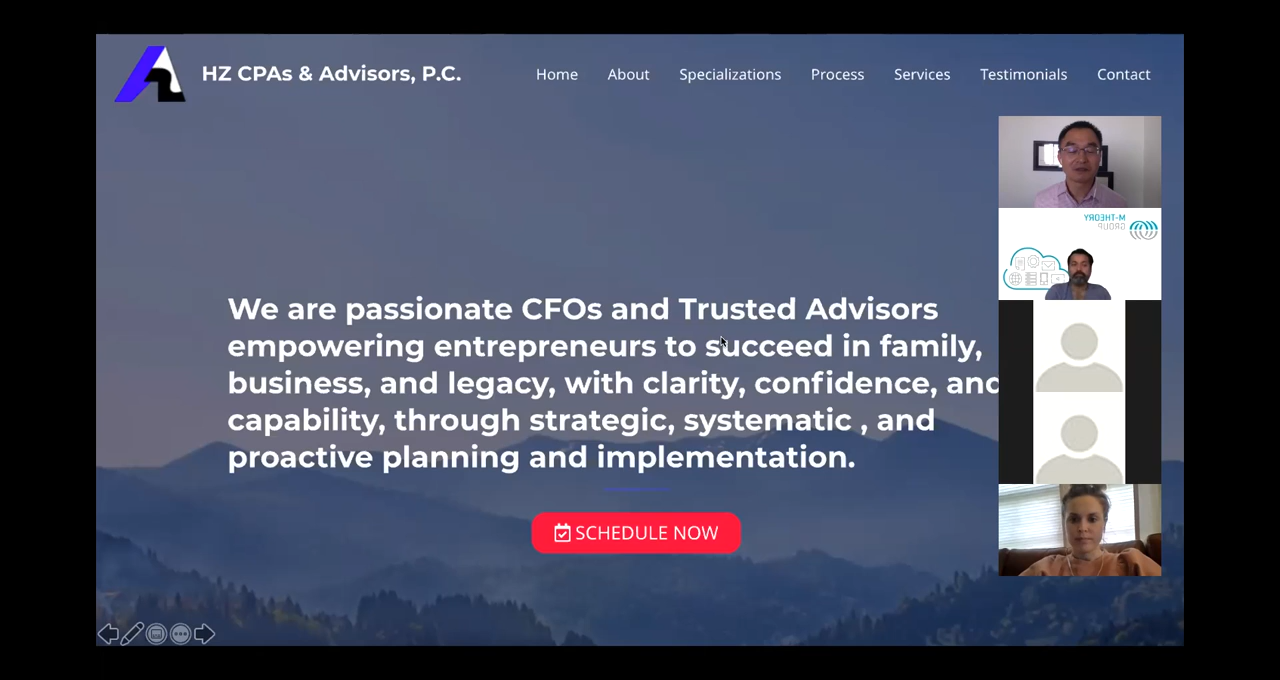 HZ CPAs & Advisors, P.C.
Home About Specializations Process Services Testimonials Contact
M-THEORY
GROUP
We are passionate CFOs and Trusted Advisors
empowering entrepreneurs to succeed in family,
business, and legacy, with clarity, confidence, and
capability, through strategic, systematic , and
proactive planning and implementation.
SCHEDULE NOW